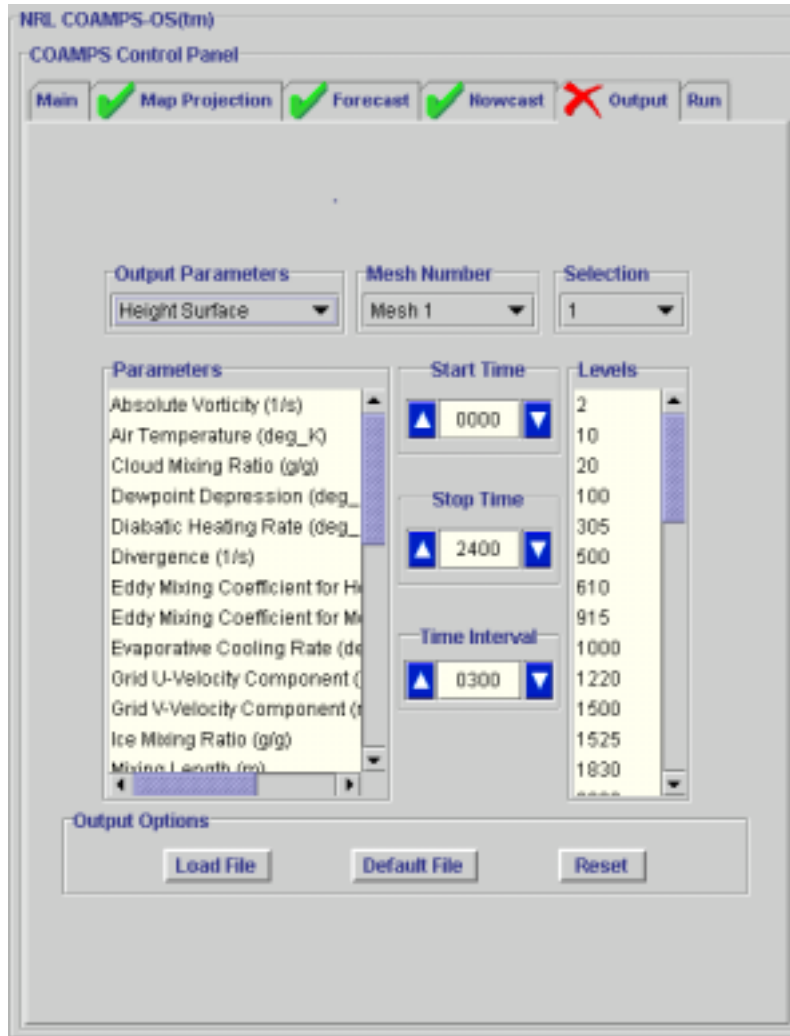 NRL COAMPS-OS(tm)
COAMPS Control Panel
Main Map Projection Forecast Nowcast Output Run
Output Parameters Mesh Number Selection
Height Surface Mesh 1 1
Parameters Start Time Levels
Absolute Vorticity (1/s)
Air Temperature (deg_K)
Cloud Mixing Ratio (g/g)
Dewpoint Depression (deg_
Diabatic Heating Rate (deg_
Divergence (1/s)
Eddy Mixing Coefficient for
Eddy Mixing Coefficient for
Evaporative Cooling Rate (de
Grid U-Velocity Component (
Grid V-Velocity Component (
Ice Mixing Ratio (g/g)
Mixing Length (m)
0000
Stop Time
2400
Time Interval
0300
2
10
20
100
305
500
610
915
1000
1220
1500
1525
1830
Output Options
Load File Default File Reset